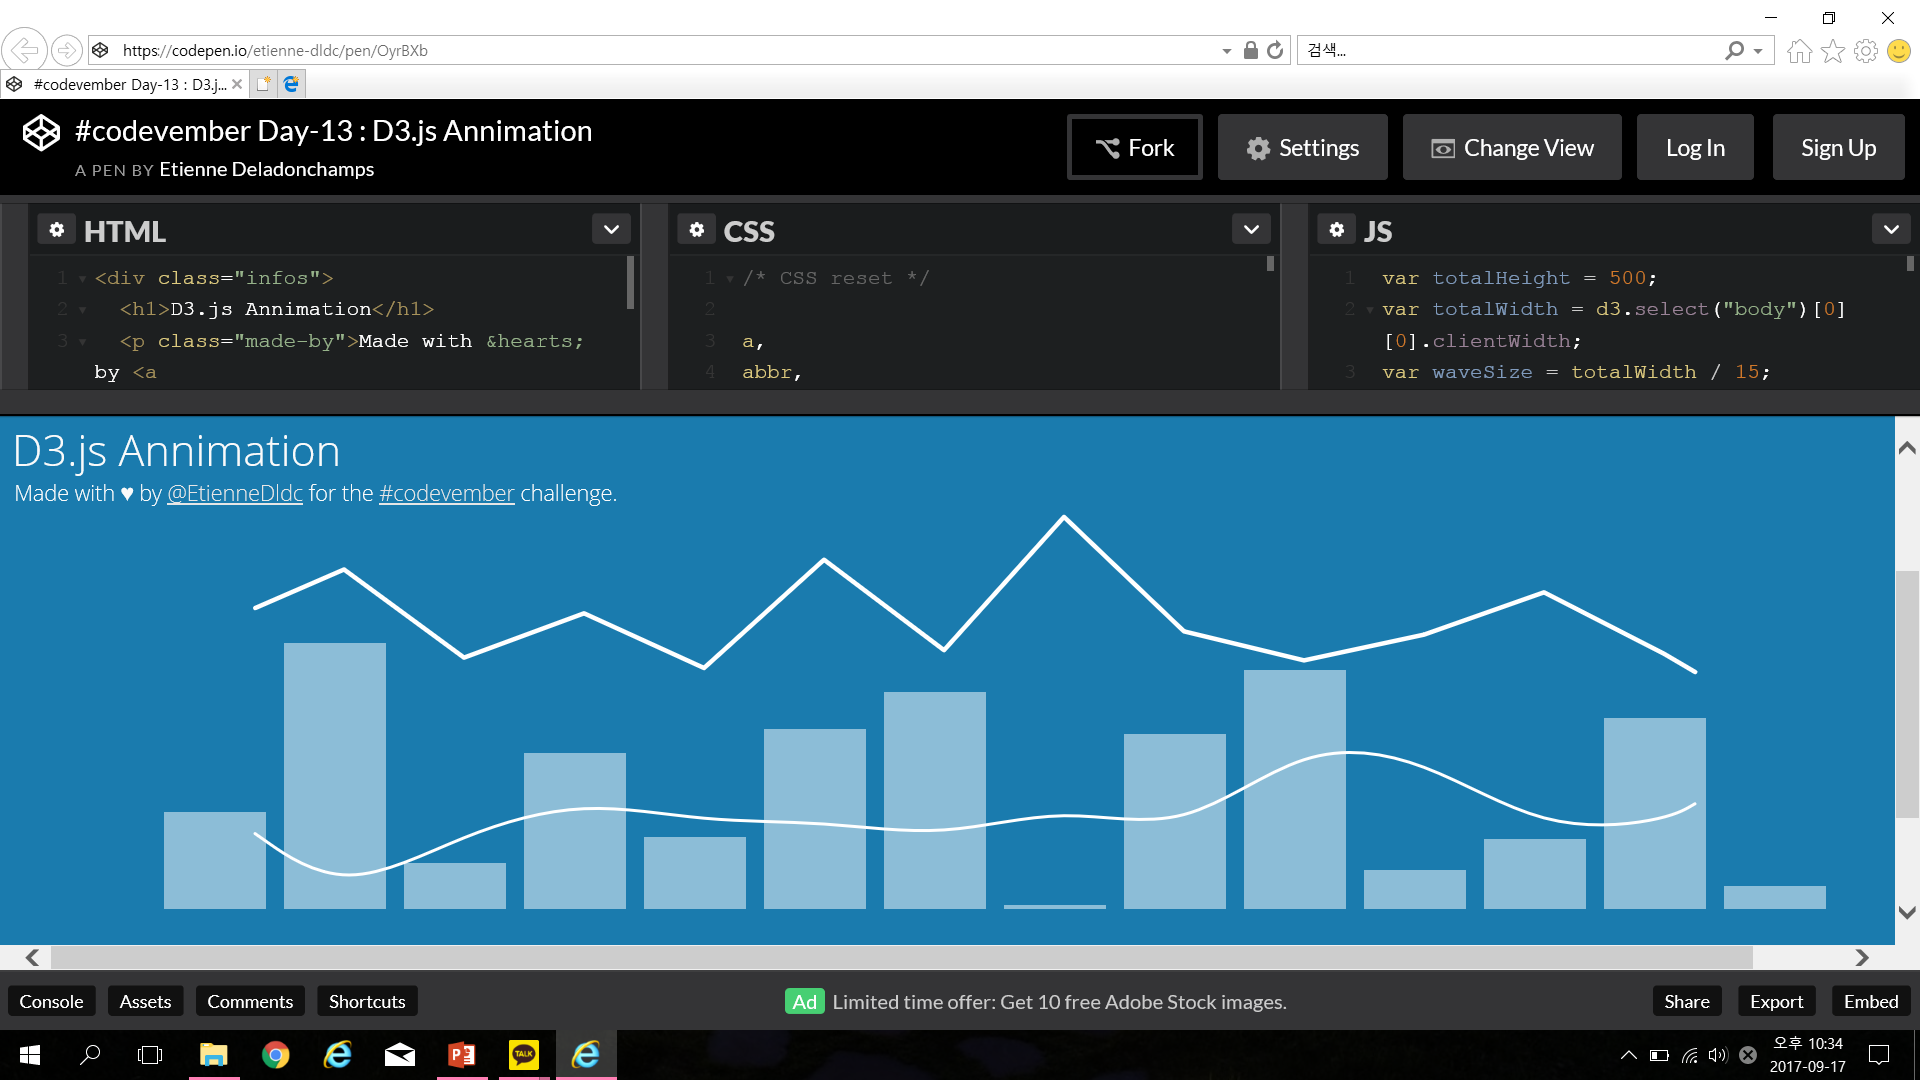 https://codepen.io/etienne-dldc/pen/OyrBXb
검색...
#codevember Day-13 : D3.j...
#codevember Day-13 : D3.js Annimation
A PEN BY Etienne Deladonchamps
Fork
Settings
Change View
Log In
Sign Up
HTML
1 <div class="infos">
2 <h1>D3.js Annimation</h1>
3 <p class="made-by">Made with &hearts;
by <a
CSS
1 /* CSS reset */
2
3 a,
4 abbr,
JS
1 var totalHeight = 500;
2 var totalWidth = d3.select("body")[0]
[0].clientWidth;
3 var waveSize = totalWidth / 15;
D3.js Annimation
Made with ♥ by @EtienneDldc for the #codevember challenge.
Console
Assets
Comments
Shortcuts
Ad Limited time offer: Get 10 free Adobe Stock images.
Share
Export
Embed
TALK
오후 10:34
2017-09-17